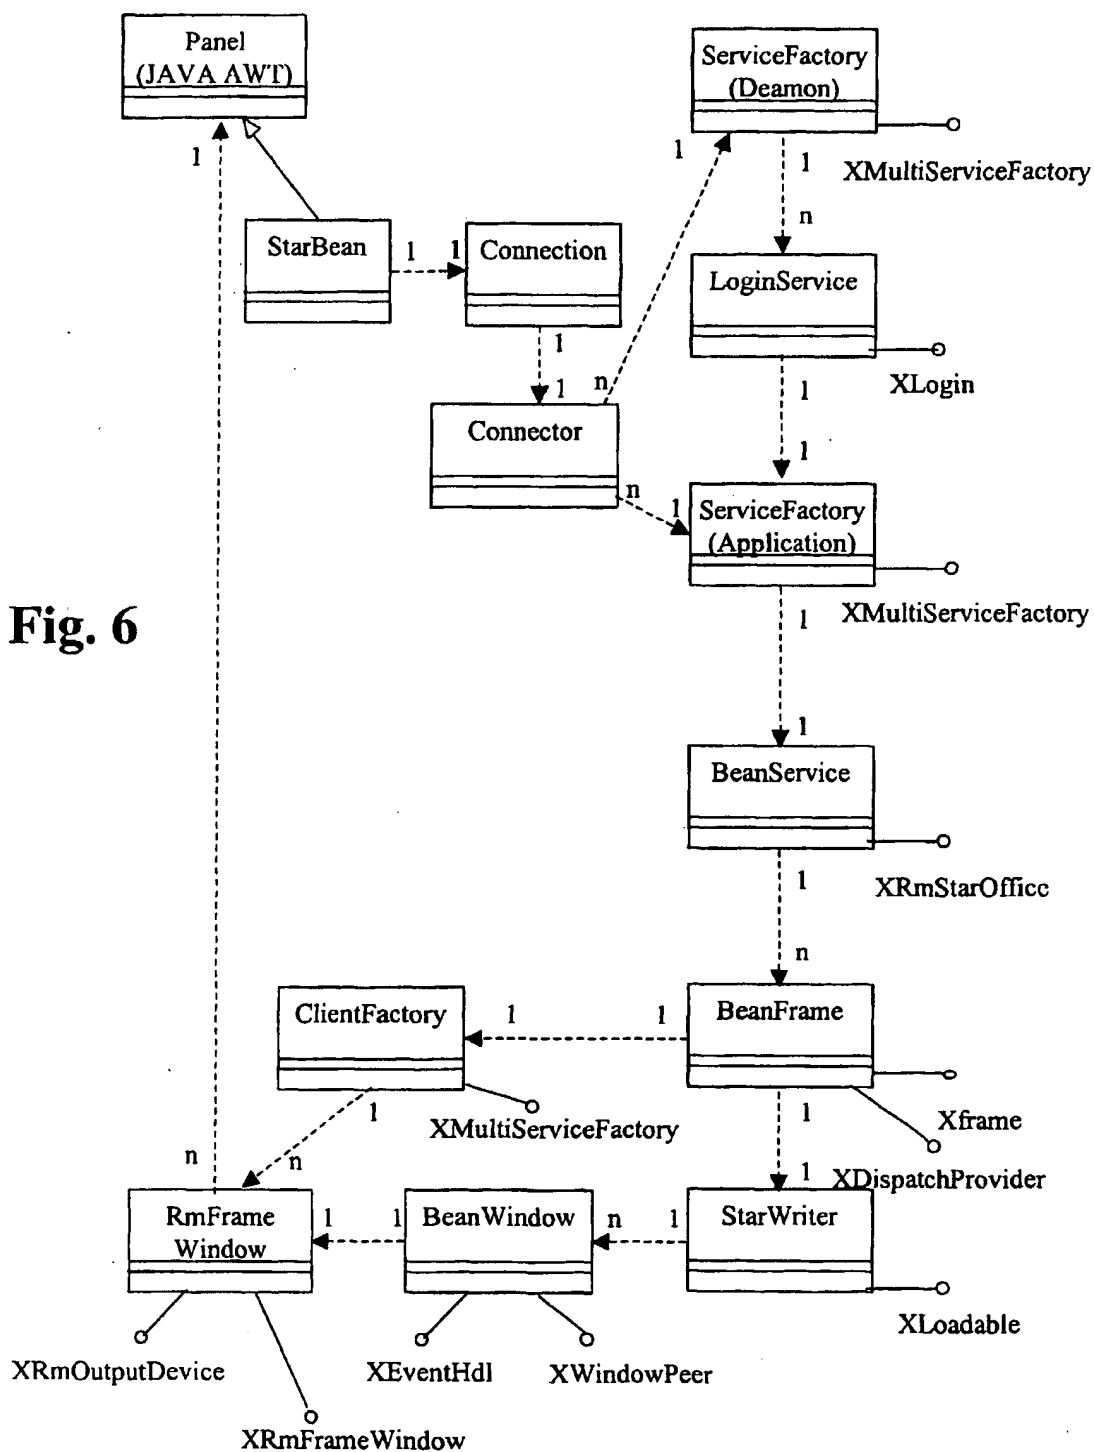 Panel
(JAVA AWT)
ServiceFactory
(Deamon)
XMultiServiceFactory
1
1
1
n
StarBean
1
1
Connection
LoginService
XLogin
1
1
n
1
1
Connector
n
1
ServiceFactory
(Application)
XMultiServiceFactory
Fig. 6
1
1
BeanService
XRmStarOffice
1
n
ClientFactory
1
1
BeanFrame
XMultiServiceFactory
1
n
n
Xframe
1
XDispatchProvider
1
RmFrame
Window
1
1
BeanWindow
n
1
StarWriter
XLoadable
XRmOutputDevice
XEventHdl
XWindowPeer
XRmFrameWindow